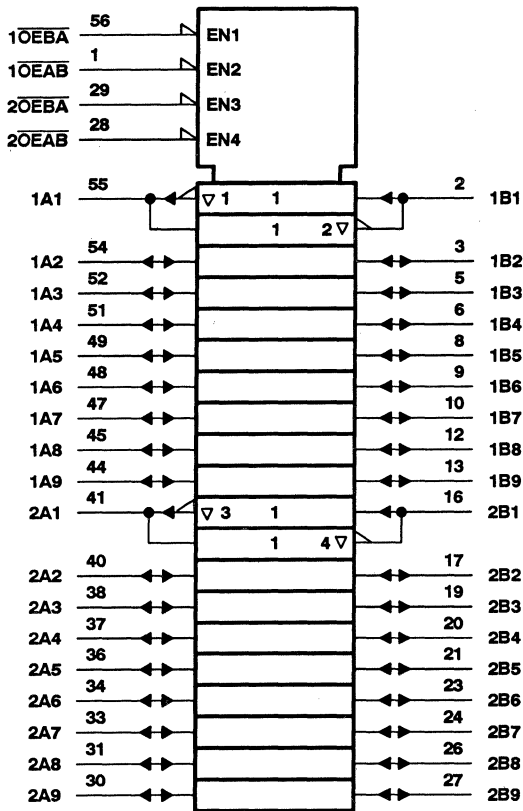 1O̅E̅B̅A̅ 56 EN1
1O̅E̅A̅B̅ 1 EN2
2O̅E̅B̅A̅ 29 EN3
2O̅E̅A̅B̅ 28 EN4
1A1 55 ▽ 1 1 2 1B1
1 2 ▽
1A2 54 3 1B2
1A3 52 5 1B3
1A4 51 6 1B4
1A5 49 8 1B5
1A6 48 9 1B6
1A7 47 10 1B7
1A8 45 12 1B8
1A9 44 13 1B9
2A1 41 ▽ 3 1 16 2B1
1 4 ▽
2A2 40 17 2B2
2A3 38 19 2B3
2A4 37 20 2B4
2A5 36 21 2B5
2A6 34 23 2B6
2A7 33 24 2B7
2A8 31 26 2B8
2A9 30 27 2B9